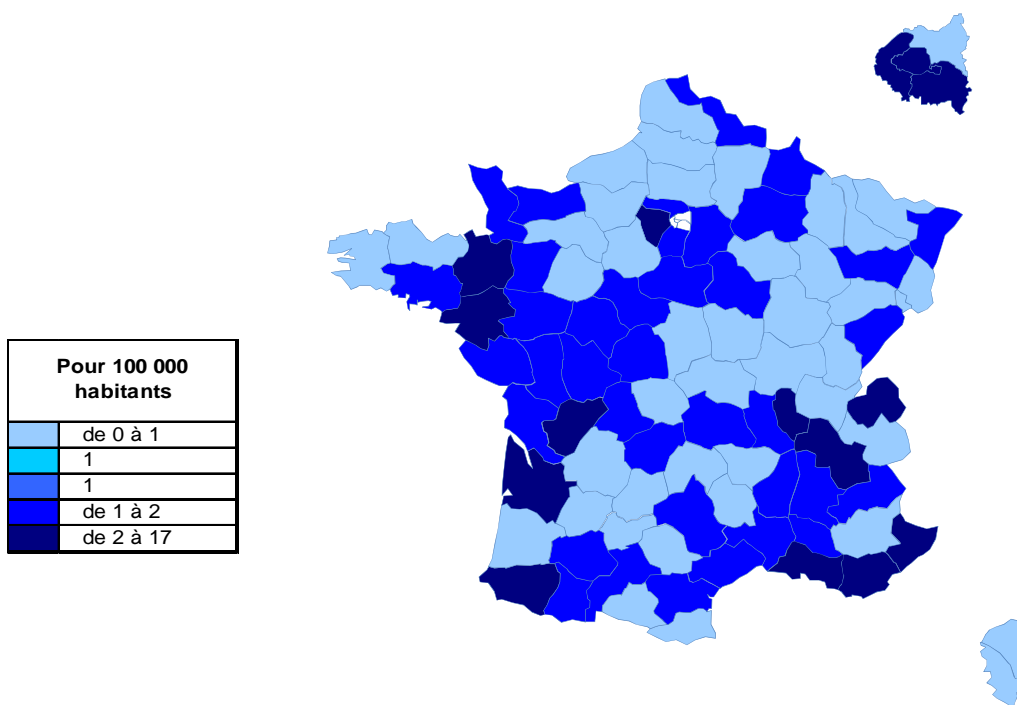 Pour 100 000
habitants
de 0 à 1
1
1
de 1 à 2
de 2 à 17